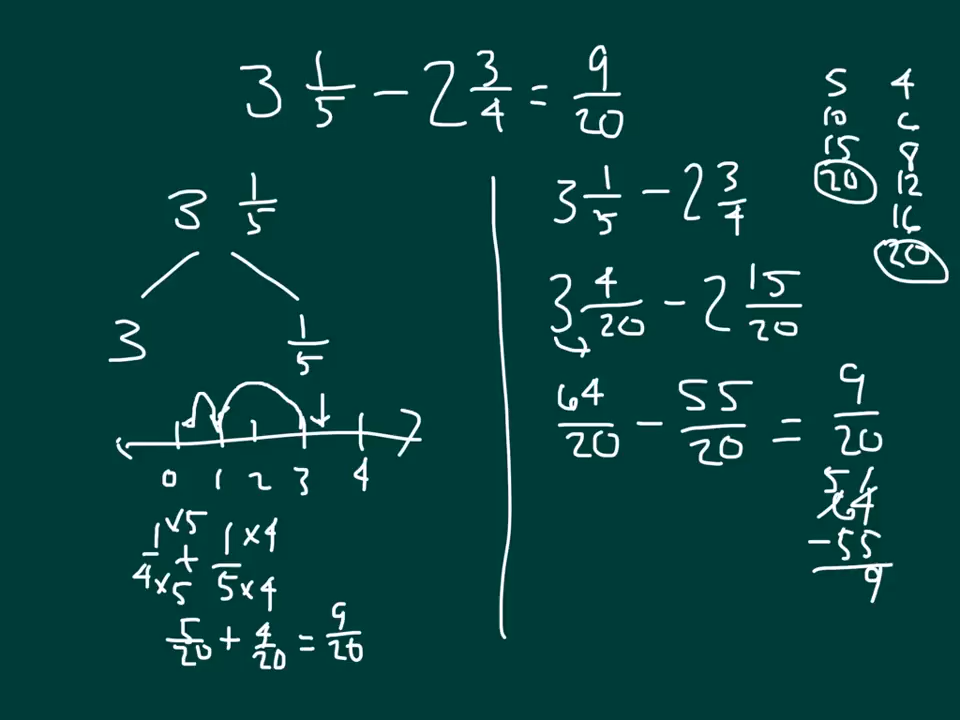 3 1/5 - 2 3/4 = 9/20
3 1/5
3 1/5
0 1 2 3 4
1×5/4×5 + 1×4/5×4
5/20 + 4/20 = 9/20
3 1/5 - 2 3/4
3 4/20 - 2 15/20
64/20 - 55/20 = 9/20
51
64
-55
9
5 4
10 6
15 8
20 12
16
20